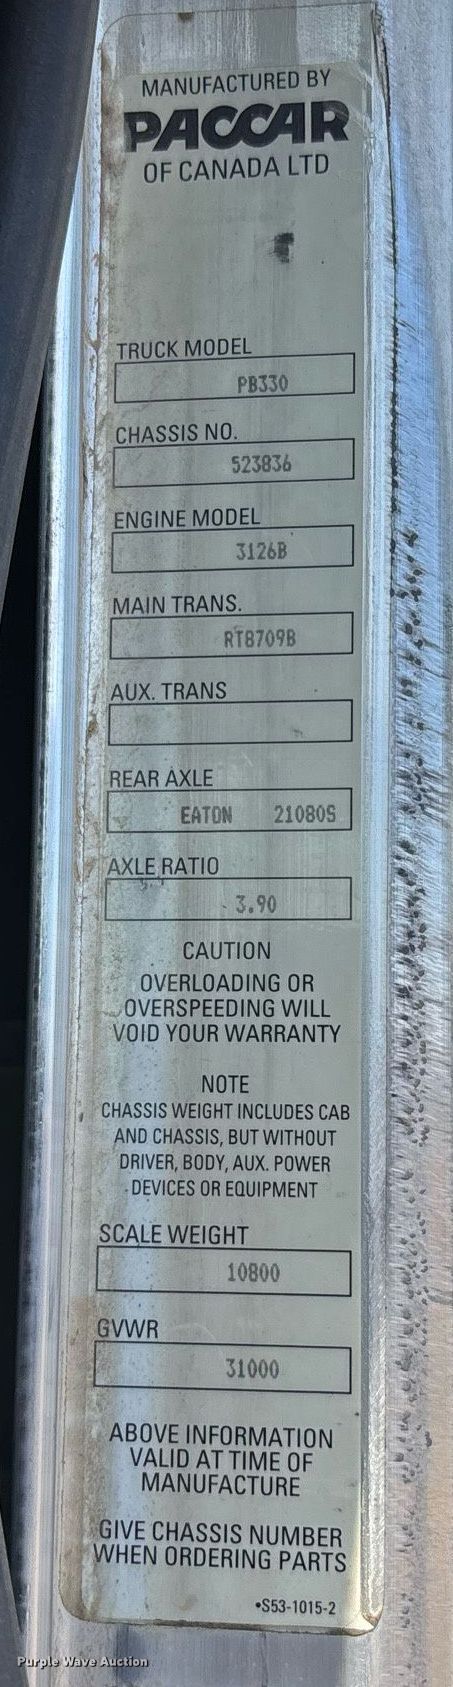 MANUFACTURED BY
PACCAR
OF CANADA LTD
TRUCK MODEL
PB330
CHASSIS NO.
523836
ENGINE MODEL
3126B
MAIN TRANS.
RT8709B
AUX. TRANS
REAR AXLE
EATON 21080S
AXLE RATIO
3.90
CAUTION
OVERLOADING OR
OVERSPEEDING WILL
VOID YOUR WARRANTY
NOTE
CHASSIS WEIGHT INCLUDES CAB
AND CHASSIS, BUT WITHOUT
DRIVER, BODY, AUX. POWER
DEVICES OR EQUIPMENT
SCALE WEIGHT
10800
GVWR
31000
ABOVE INFORMATION
VALID AT TIME OF
MANUFACTURE
GIVE CHASSIS NUMBER
WHEN ORDERING PARTS
•S53-1015-2
Purple Wave Auction